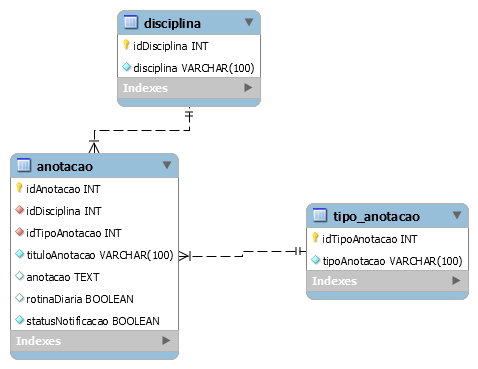 disciplina
idDisciplina INT
disciplina VARCHAR(100)
Indexes
anotacao
idAnotacao INT
idDisciplina INT
idTipoAnotacao INT
tituloAnotacao VARCHAR(100)
anotacao TEXT
rotinaDiaria BOOLEAN
statusNotificacao BOOLEAN
Indexes
tipo_anotacao
idTipoAnotacao INT
tipoAnotacao VARCHAR(100)
Indexes